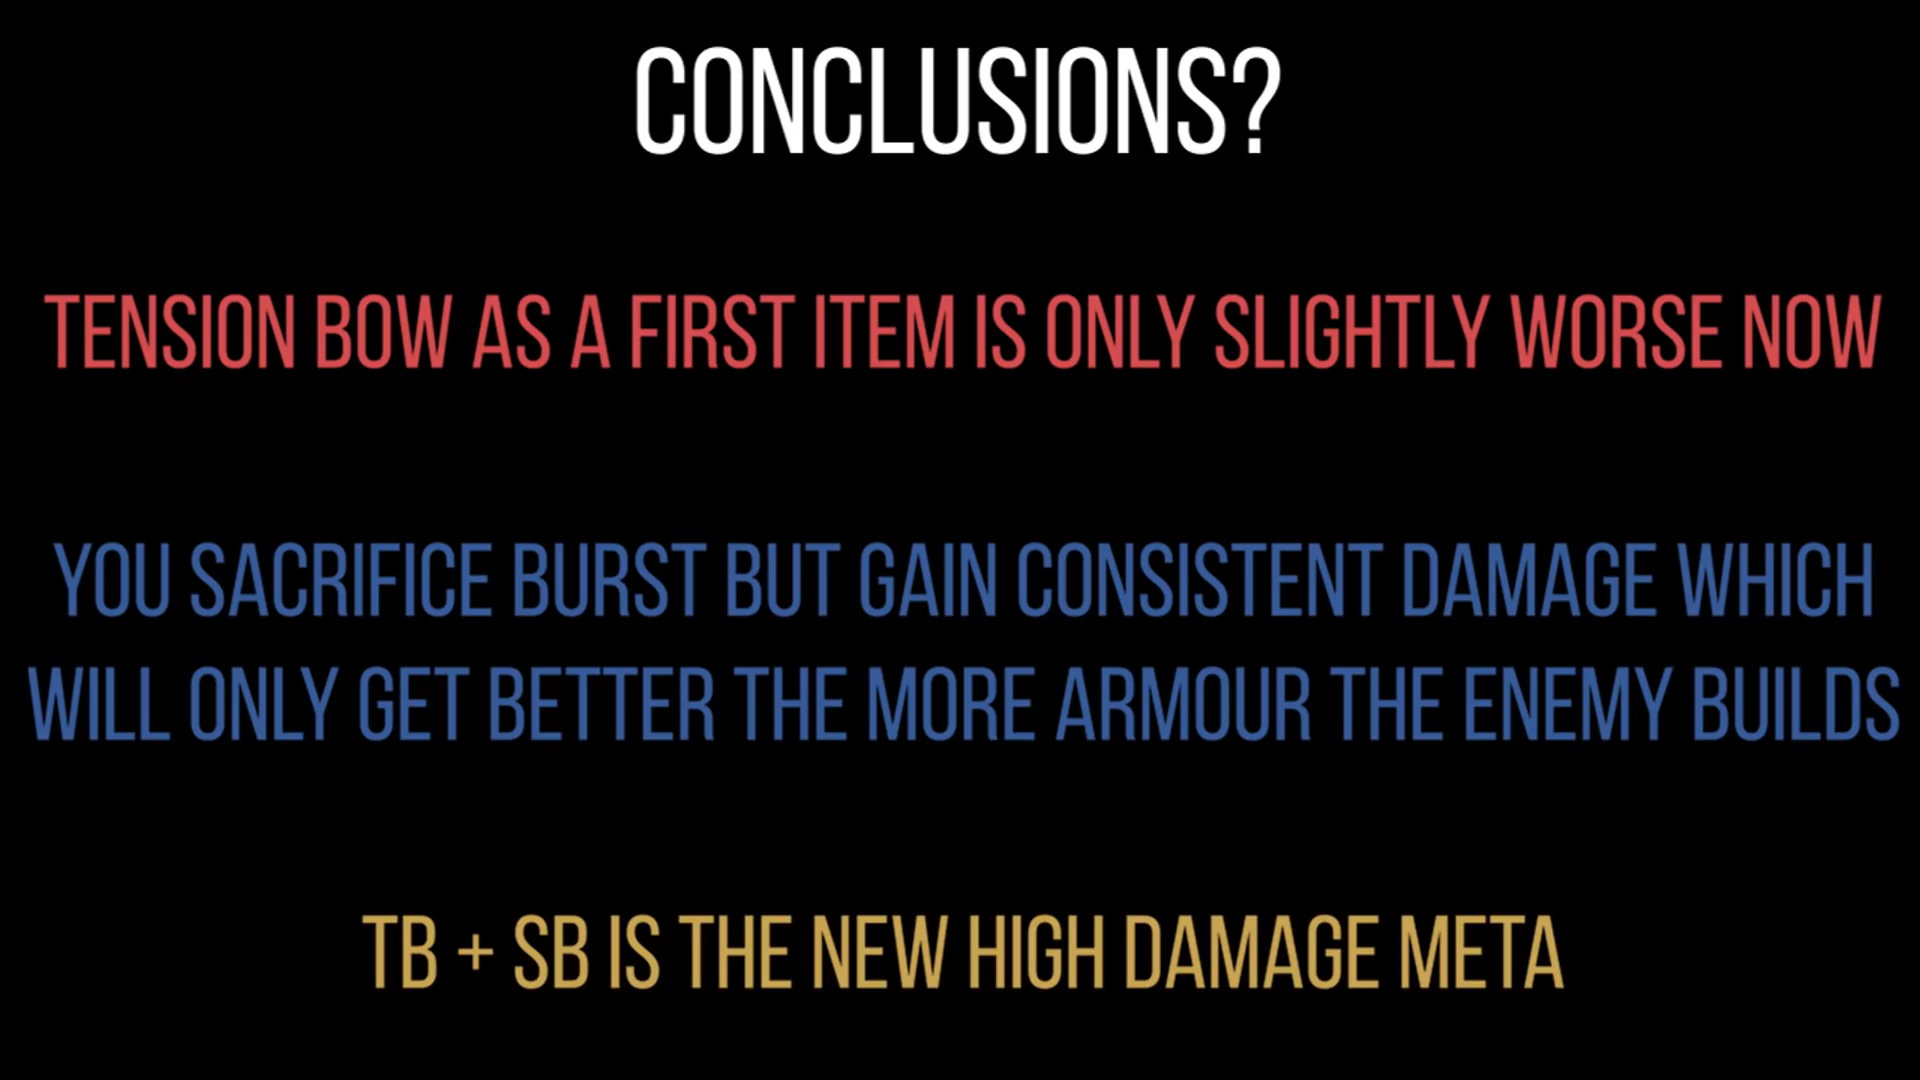 CONCLUSIONS?
TENSION BOW AS A FIRST ITEM IS ONLY SLIGHTLY WORSE NOW
YOU SACRIFICE BURST BUT GAIN CONSISTENT DAMAGE WHICH
WILL ONLY GET BETTER THE MORE ARMOUR THE ENEMY BUILDS
TB + SB IS THE NEW HIGH DAMAGE META